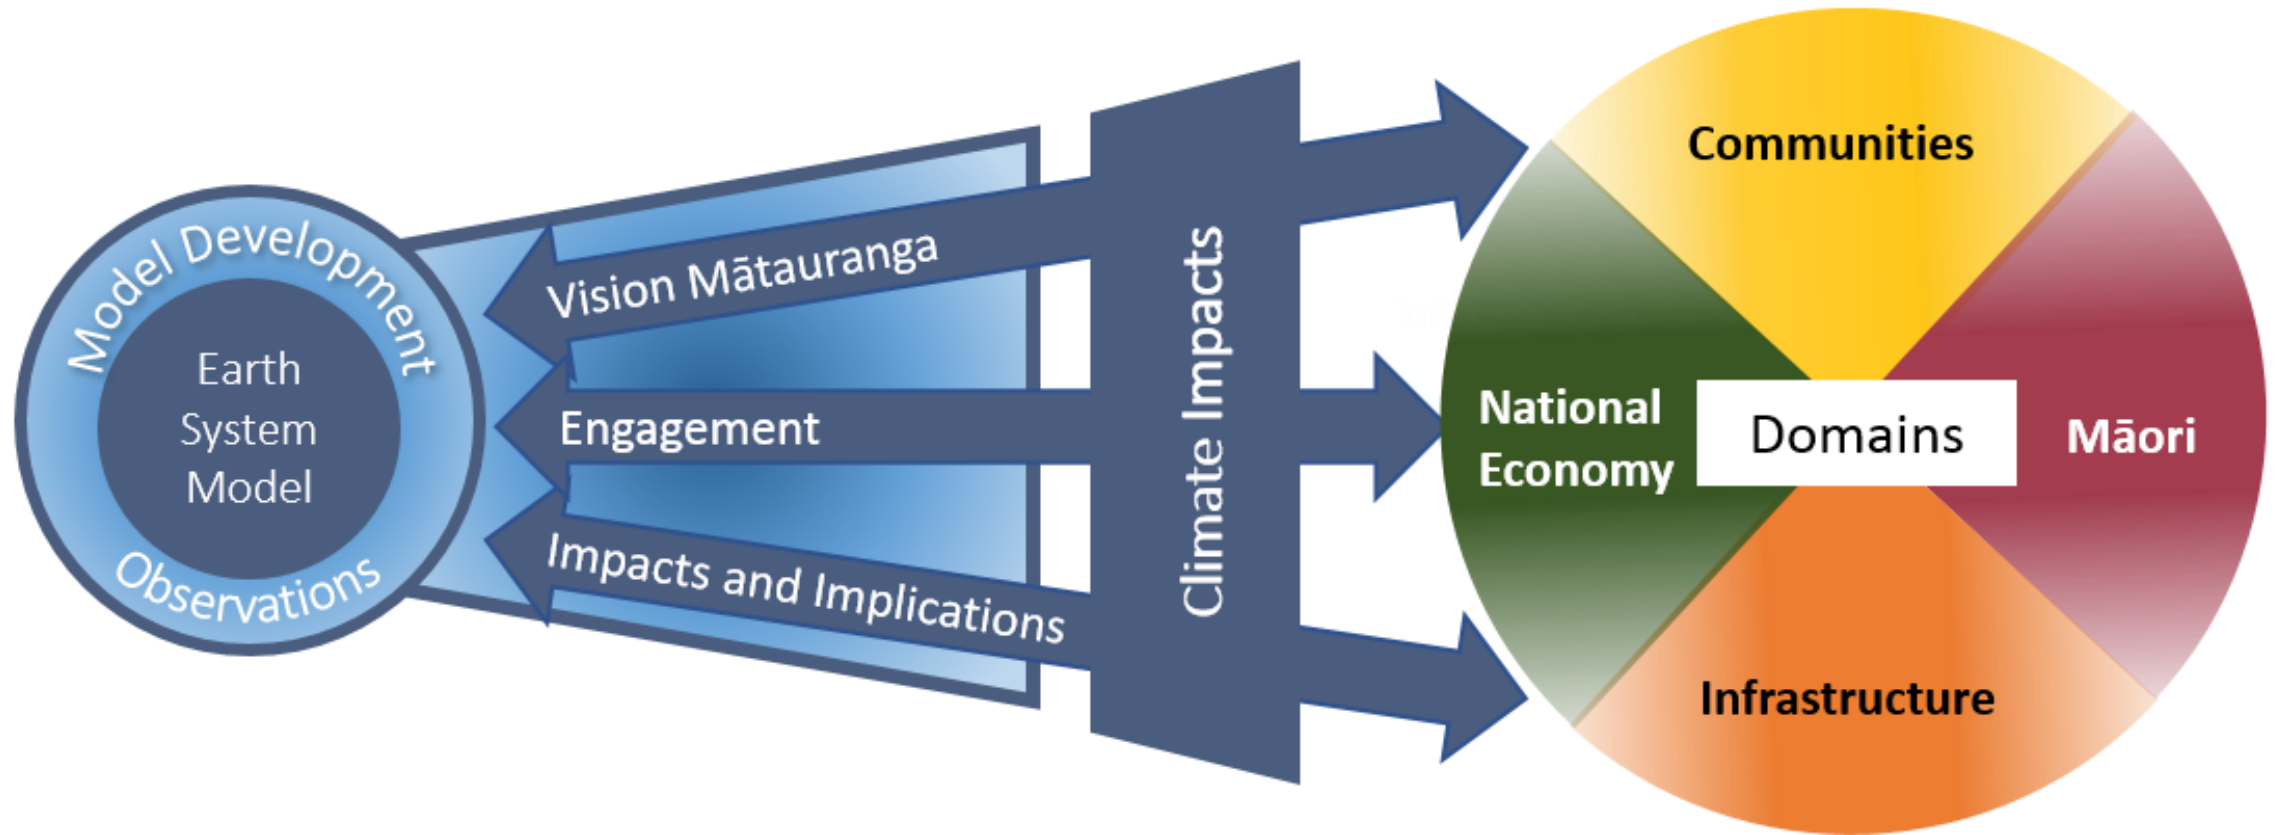 Model Development
Earth
System
Model
Observations
Vision Mātauranga
Engagement
Impacts and Implications
Climate Impacts
Communities
National
Economy
Domains
Māori
Infrastructure